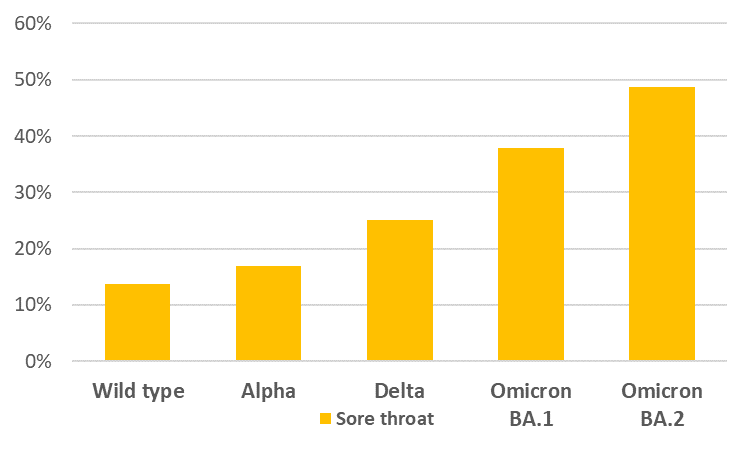 60%
50%
40%
30%
20%
10%
0%
Wild type
Alpha
Delta
Omicron
BA.1
Omicron
BA.2
Sore throat